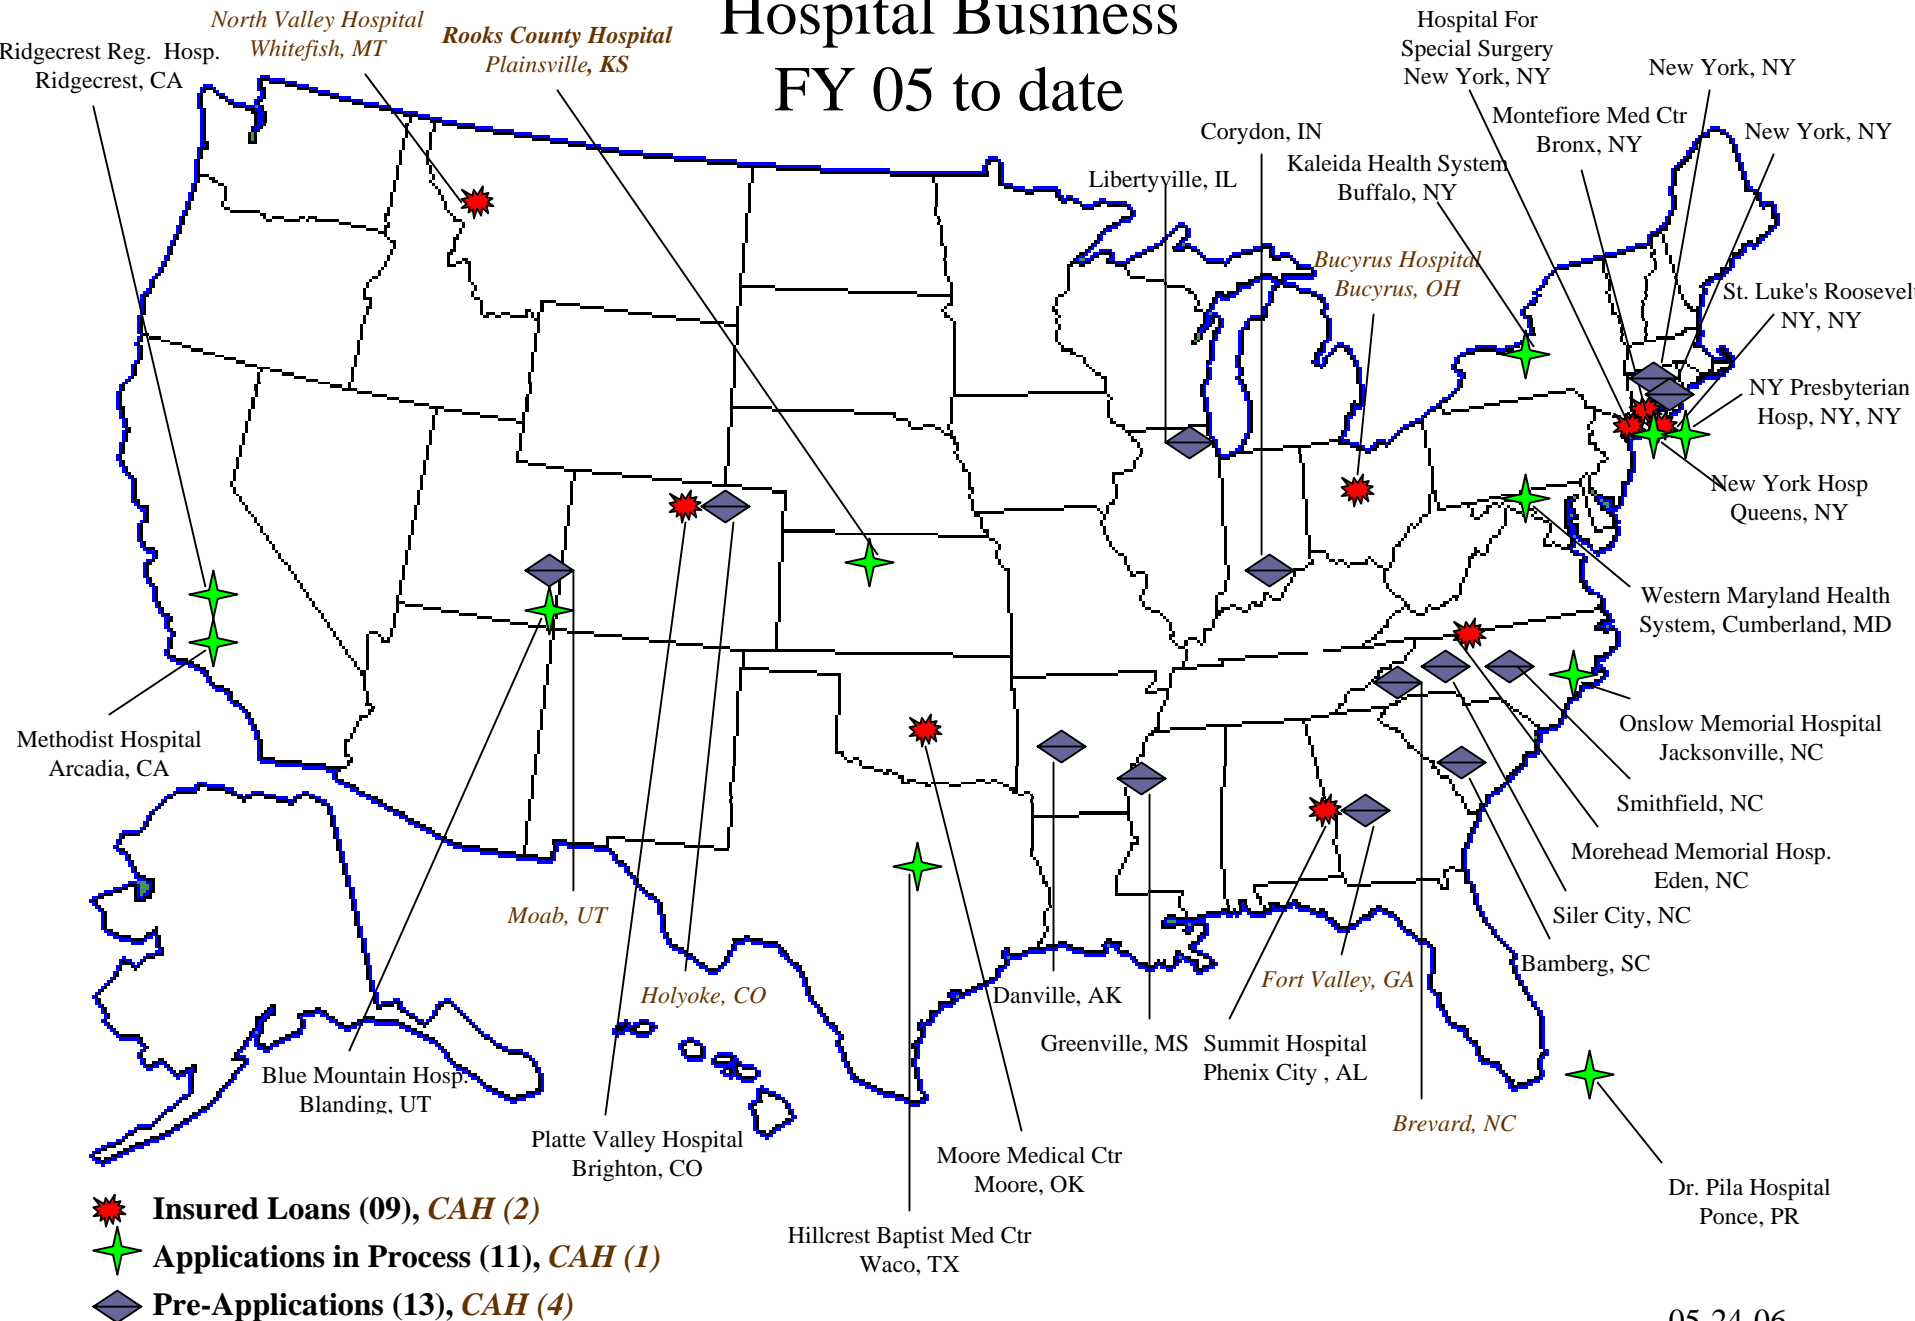 Hospital Business
FY 05 to date
North Valley Hospital
Whitefish, MT
Rooks County Hospital
Plainsville, KS
Ridgecrest Reg. Hosp.
Ridgecrest, CA
Hospital For
Special Surgery
New York, NY
New York, NY
Montefiore Med Ctr
Bronx, NY
New York, NY
Corydon, IN
Kaleida Health System
Buffalo, NY
Libertyville, IL
Bucyrus Hospital
Bucyrus, OH
St. Luke's Roosevelt
NY, NY
NY Presbyterian
Hosp, NY, NY
New York Hosp
Queens, NY
Western Maryland Health
System, Cumberland, MD
Onslow Memorial Hospital
Jacksonville, NC
Methodist Hospital
Arcadia, CA
Smithfield, NC
Morehead Memorial Hosp.
Eden, NC
Siler City, NC
Moab, UT
Bamberg, SC
Fort Valley, GA
Holyoke, CO
Danville, AK
Greenville, MS
Summit Hospital
Phenix City , AL
Blue Mountain Hosp.
Blanding, UT
Brevard, NC
Platte Valley Hospital
Brighton, CO
Moore Medical Ctr
Moore, OK
Dr. Pila Hospital
Ponce, PR
Hillcrest Baptist Med Ctr
Waco, TX
Insured Loans (09), CAH (2)
Applications in Process (11), CAH (1)
Pre-Applications (13), CAH (4)
05-24-06